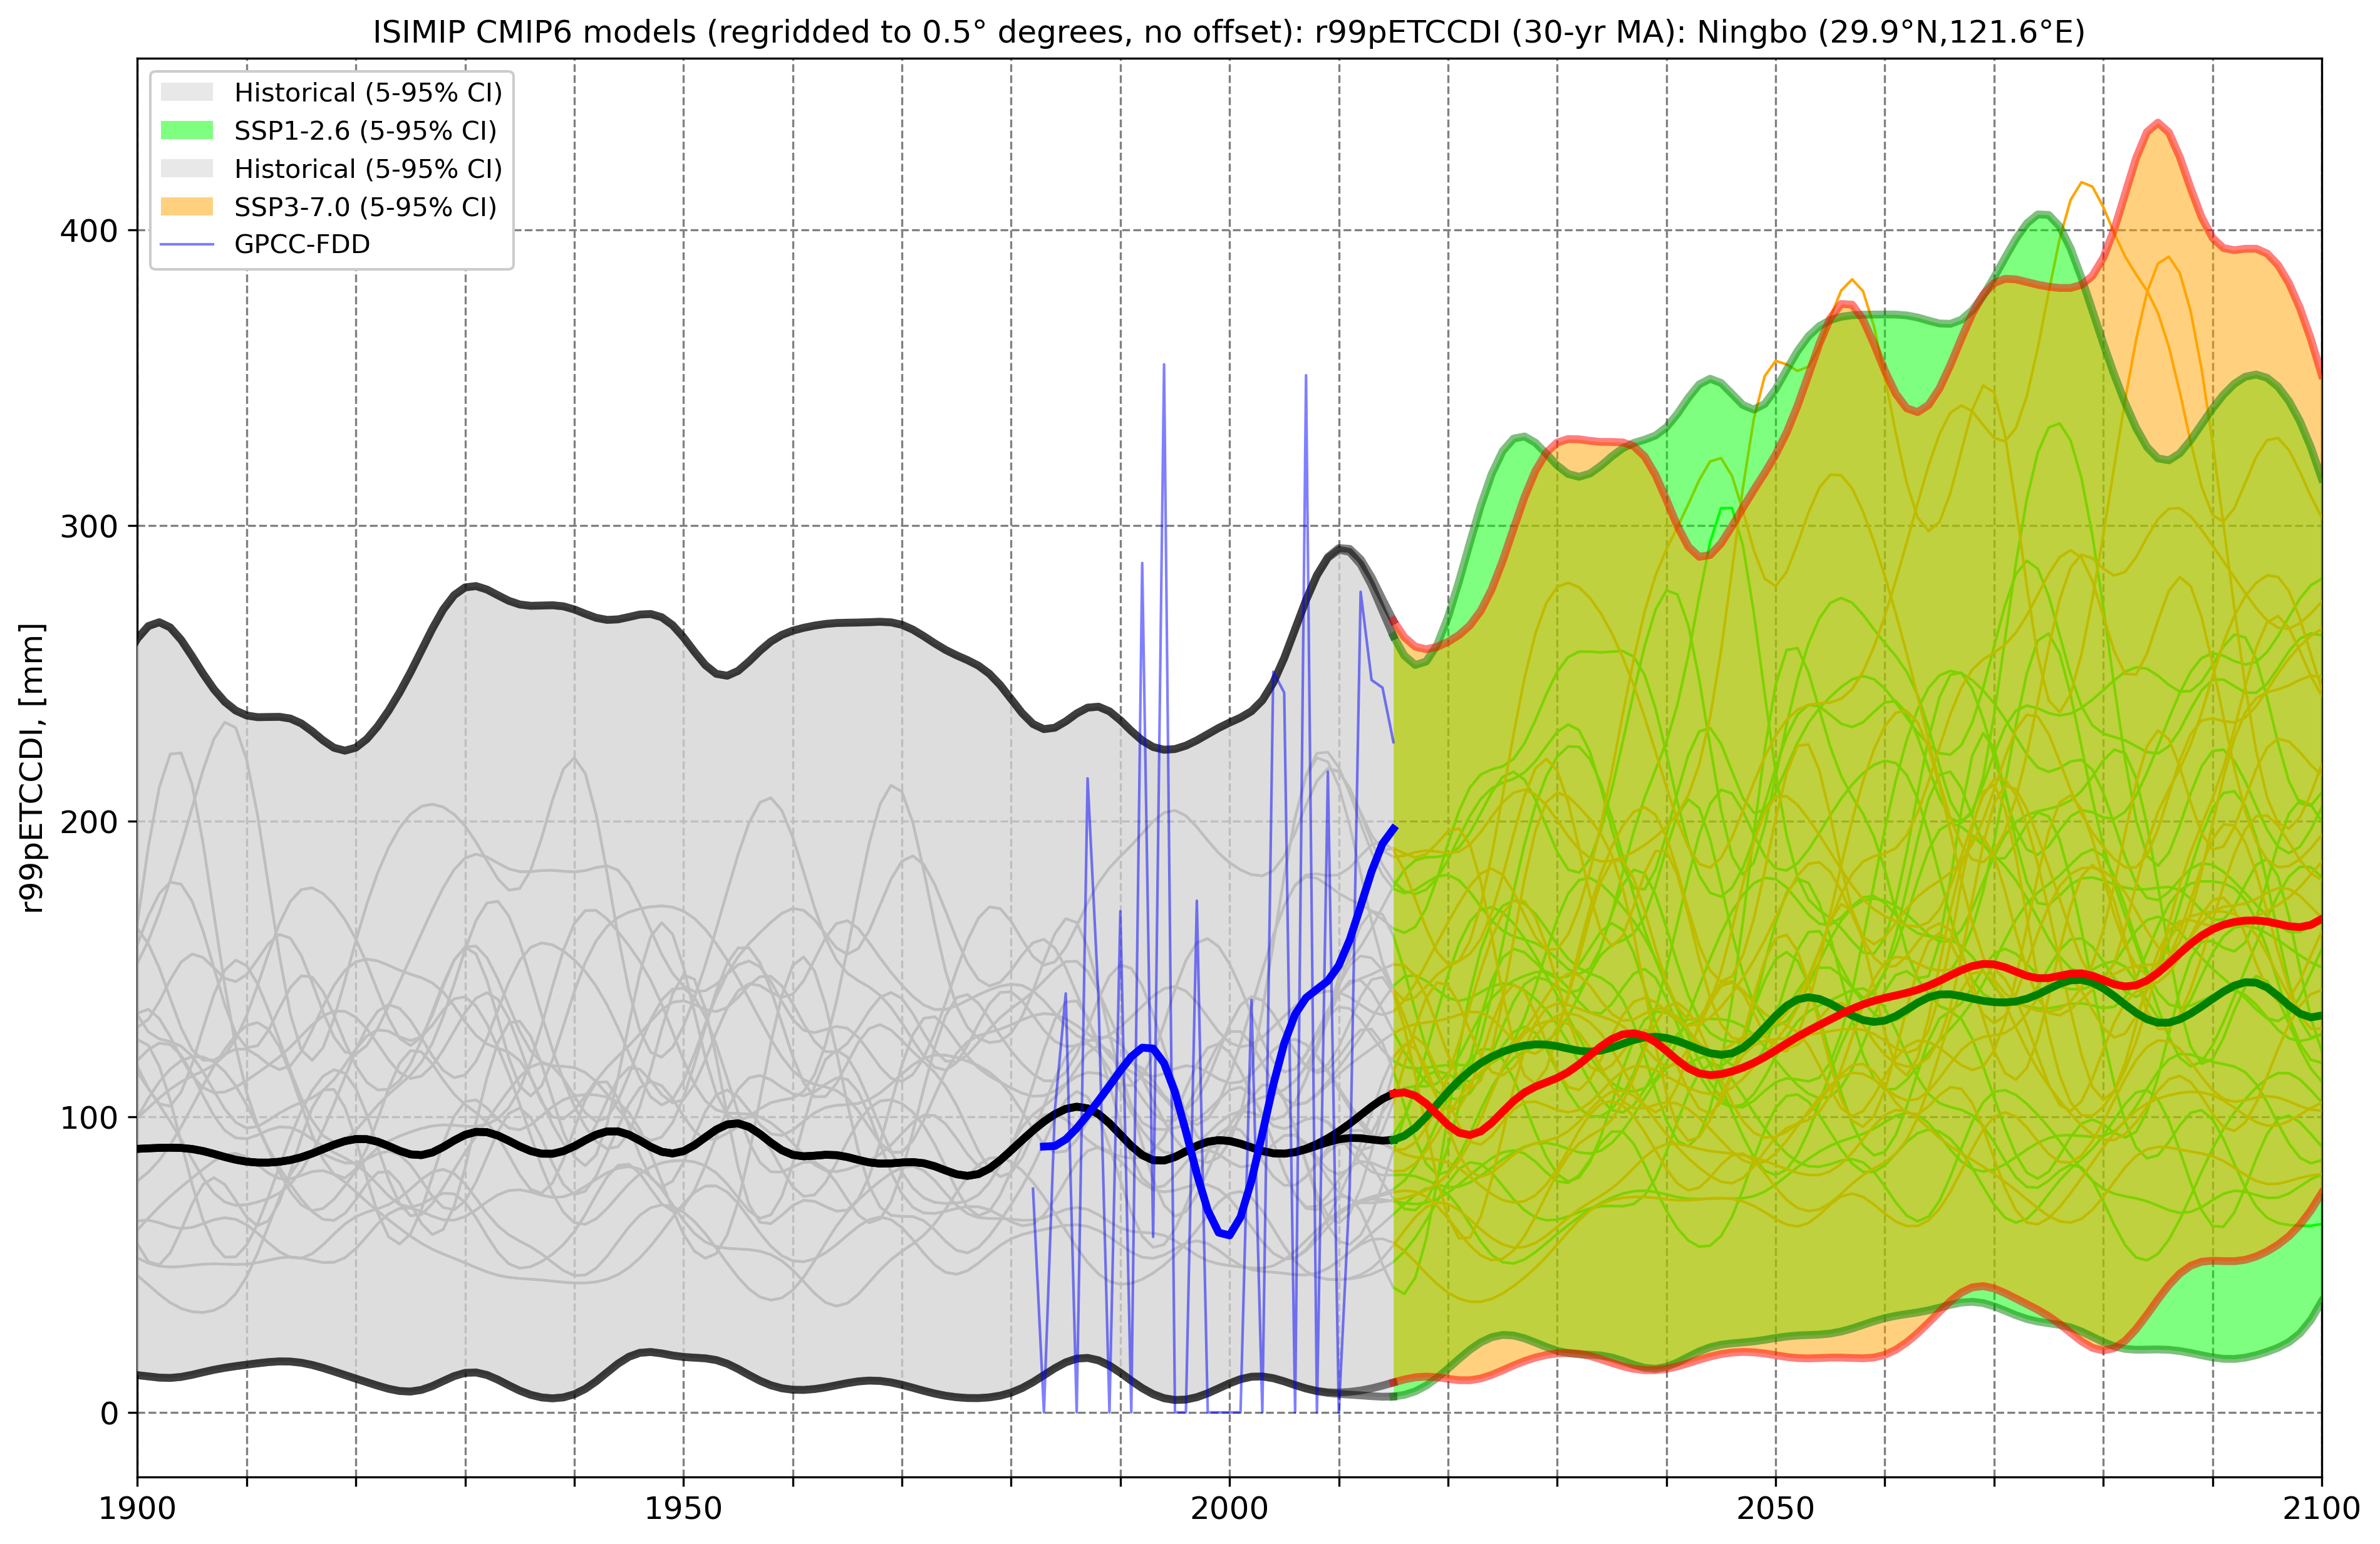 ISIMIP CMIP6 models (regridded to 0.5° degrees, no offset): r99pETCCDI (30-yr MA): Ningbo (29.9°N,121.6°E)
Historical (5-95% CI)
SSP1-2.6 (5-95% CI)
Historical (5-95% CI)
SSP3-7.0 (5-95% CI)
GPCC-FDD
r99pETCCDI, [mm]
400
300
200
100
0
1900 1950 2000 2050 2100